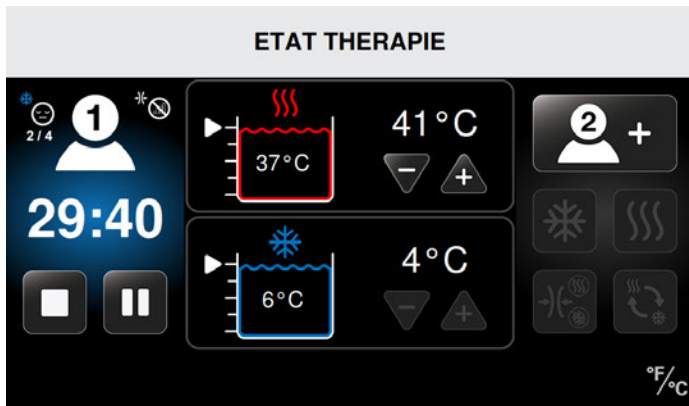 ETAT THERAPIE
1
2/4
29:40
37°C
41°C
- +
6°C
4°C
- +
2 +
°F/°C